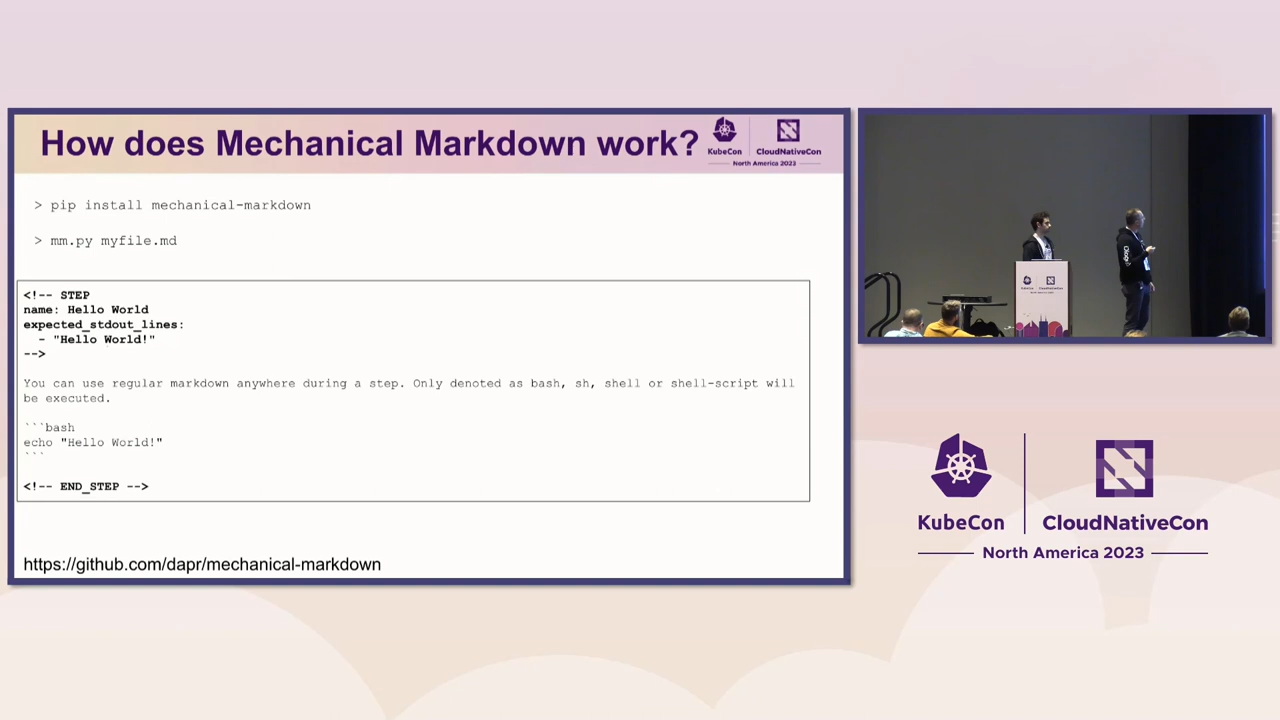 How does Mechanical Markdown work?
KubeCon
CloudNativeCon
North America 2023
> pip install mechanical-markdown
> mm.py myfile.md
<!-- STEP
name: Hello World
expected_stdout_lines:
  - "Hello World!"
-->
You can use regular markdown anywhere during a step. Only denoted as bash, sh, shell or shell-script will
be executed.
```bash
echo "Hello World!"
```
<!-- END_STEP -->
https://github.com/dapr/mechanical-markdown
KubeCon
CloudNativeCon
North America 2023